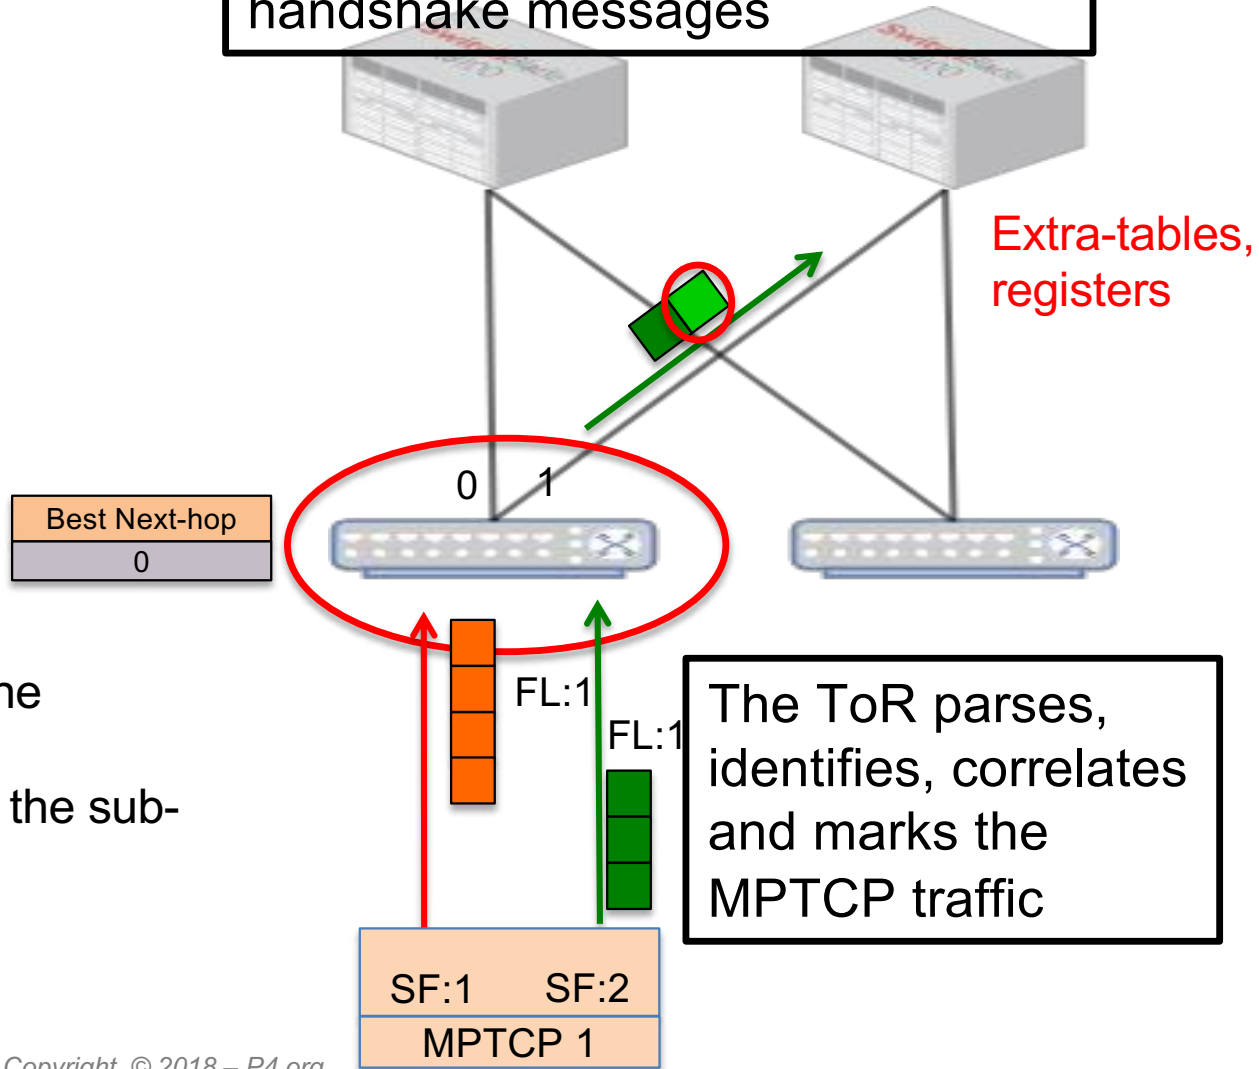 handshake messages
Extra-tables,
registers
0 1
Best Next-hop
0
FL:1
FL:1
The ToR parses,
identifies, correlates
and marks the
MPTCP traffic
the sub-
SF:1 SF:2
MPTCP 1
Copyright © 2018 – P4.org